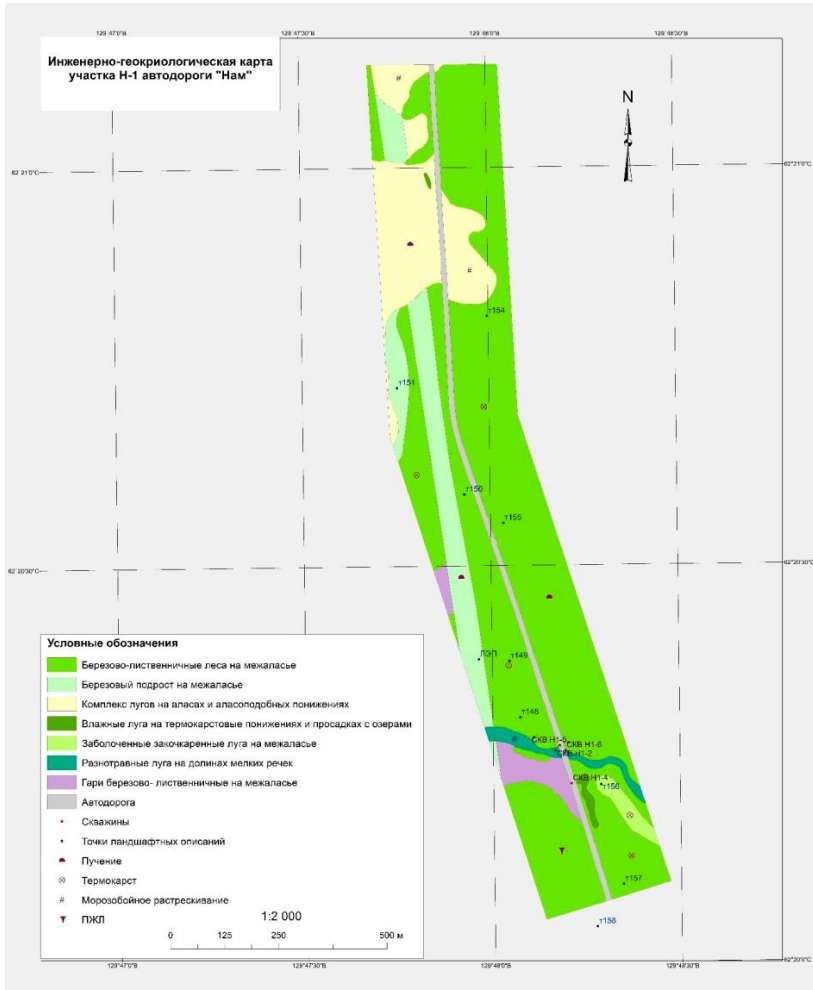 129°47'0"В
129°47'30"В
129°48'0"В
129°48'30"В
Инженерно-геокриологическая карта
участка Н-1 автодороги "Нам"
N
62°21'0"С
62°21'0"С
#
#
т154
т151
т150
т155
62°20'30"С
62°20'30"С
ЛЭП
т149
т148
#
СКВ Н1-5
СКВ Н1-6
СКВ Н1-2
СКВ Н1-4
т156
т157
т158
Условные обозначения
Березово-лиственничные леса на межаласье
Березовый подрост на межаласье
Комплекс лугов на аласах и аласоподобных понижениях
Влажные луга на термокарстовые понижениях и просадках с озерами
Заболоченные закочкаренные луга на межаласье
Разнотравные луга на долинах мелких речек
Гари березово- лиственничные на межаласье
Автодорога
Скважины
Точки ландшафтных описаний
Пучение
Термокарст
# Морозобойное растрескивание
ПЖЛ
1:2 000
0 125 250 500 м
62°20'0"С
129°47'0"В
129°47'30"В
129°48'0"В
129°48'30"В